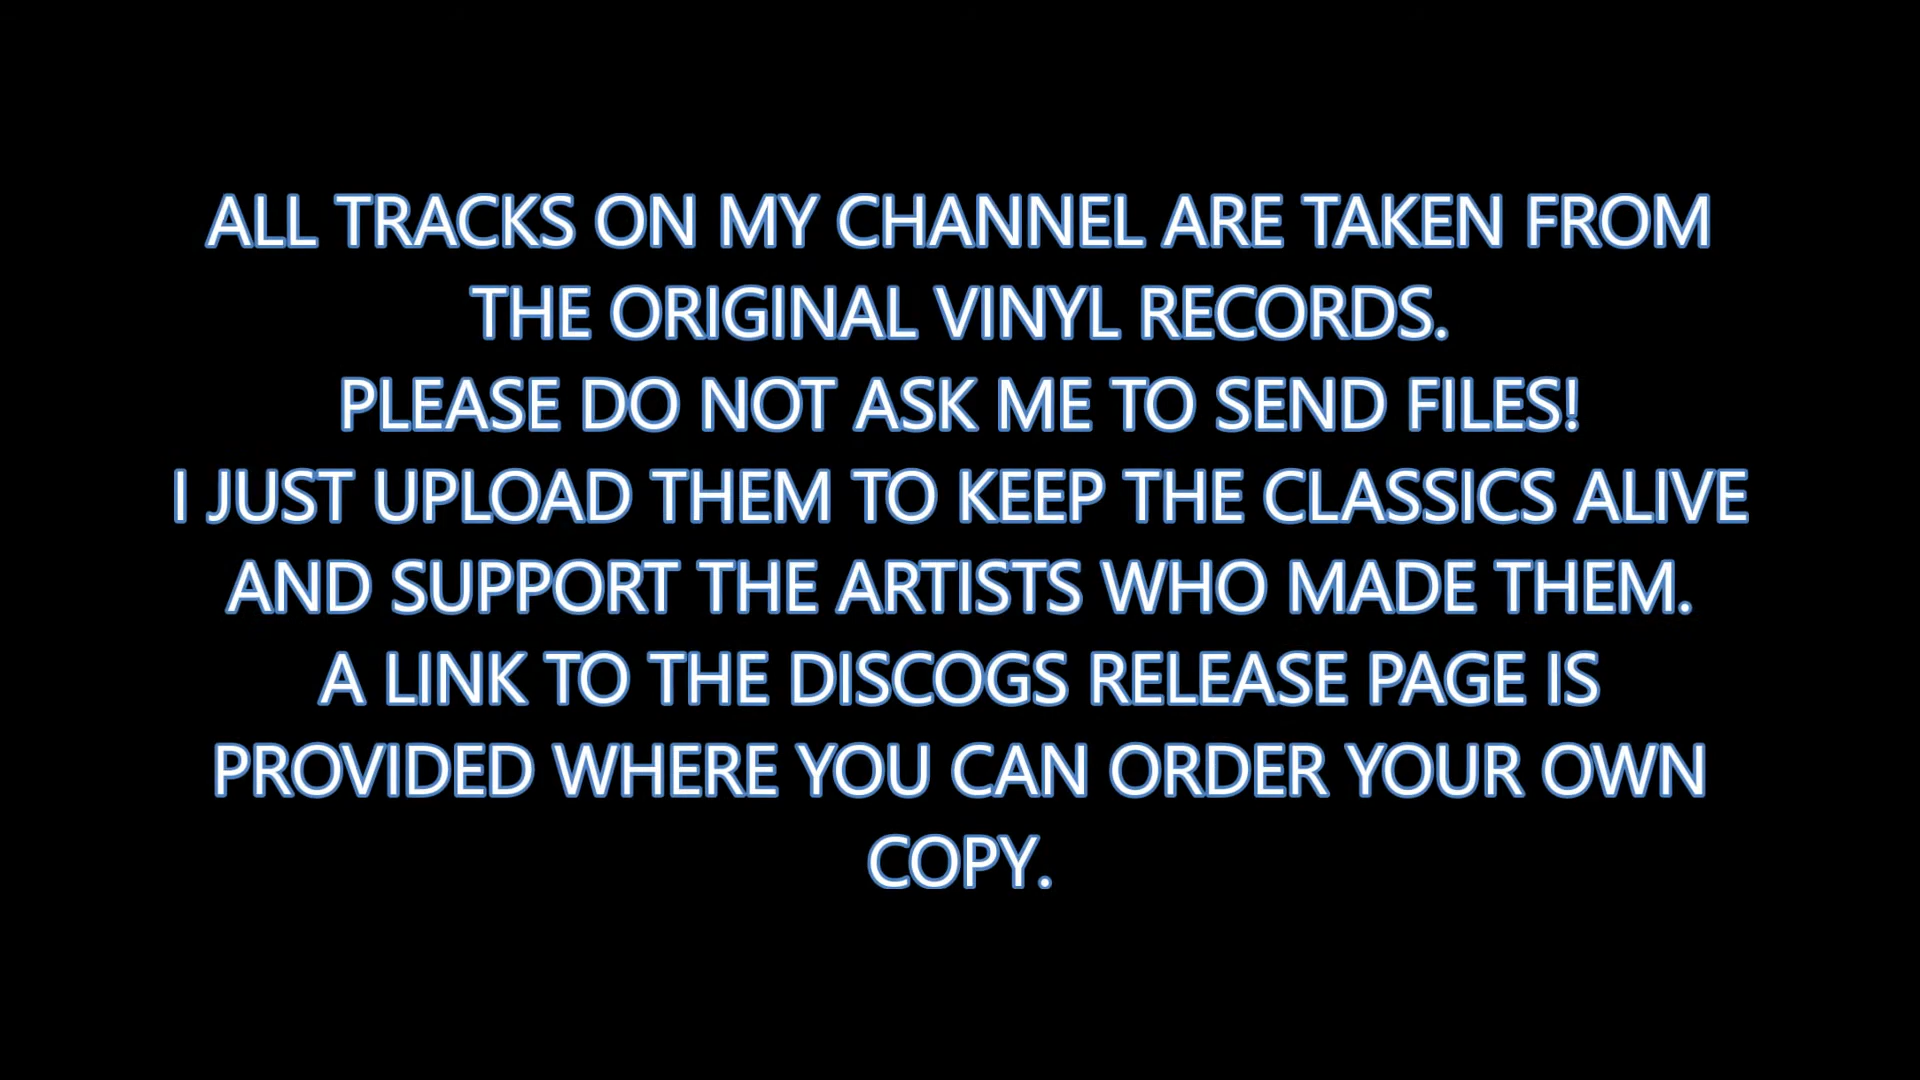 ALL TRACKS ON MY CHANNEL ARE TAKEN FROM
THE ORIGINAL VINYL RECORDS.
PLEASE DO NOT ASK ME TO SEND FILES!
I JUST UPLOAD THEM TO KEEP THE CLASSICS ALIVE
AND SUPPORT THE ARTISTS WHO MADE THEM.
A LINK TO THE DISCOGS RELEASE PAGE IS
PROVIDED WHERE YOU CAN ORDER YOUR OWN
COPY.